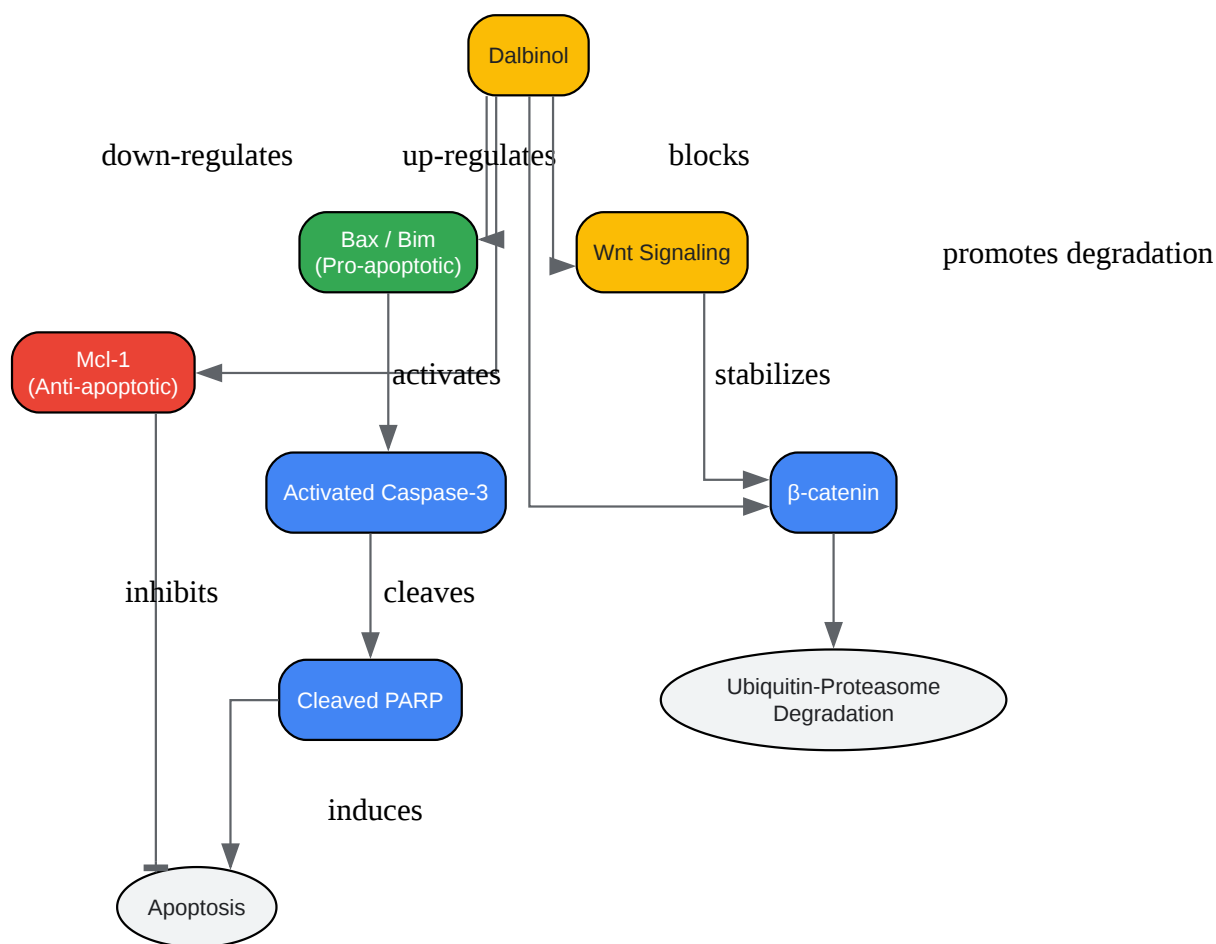 Dalbinol
down-regulates
up-regulates
blocks
Bax / Bim
(Pro-apoptotic)
Wnt Signaling
promotes degradation
Mcl-1
(Anti-apoptotic)
activates
stabilizes
Activated Caspase-3
β-catenin
inhibits
cleaves
Cleaved PARP
Ubiquitin-Proteasome
Degradation
induces
Apoptosis